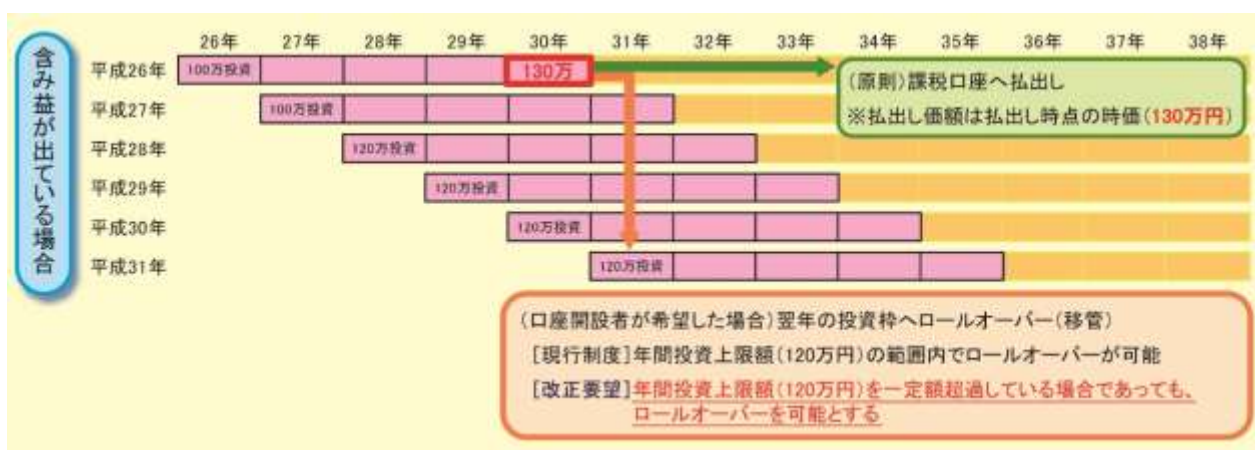 含み益が出ている場合
26年 27年 28年 29年 30年 31年 32年 33年 34年 35年 36年 37年 38年
平成26年 100万投資 130万
平成27年 100万投資
平成28年 120万投資
平成29年 120万投資
平成30年 120万投資
平成31年 120万投資
(原則)課税口座へ払出し
※払出し価額は払出し時点の時価(130万円)
(口座開設者が希望した場合)翌年の投資枠へロールオーバー(移管)
[現行制度]年間投資上限額(120万円)の範囲内でロールオーバーが可能
[改正要望]年間投資上限額(120万円)を一定額超過している場合であっても、
ロールオーバーを可能とする